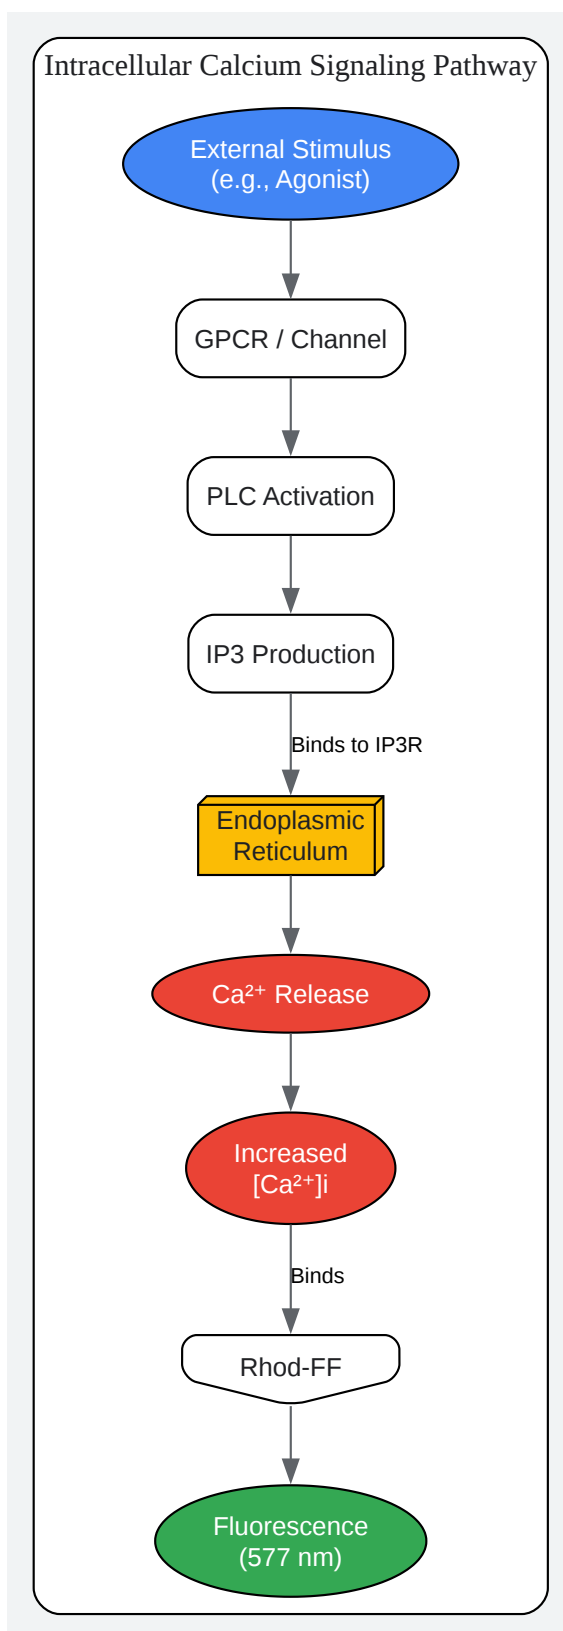 Intracellular Calcium Signaling Pathway
External Stimulus
(e.g., Agonist)
GPCR / Channel
PLC Activation
IP3 Production
Binds to IP3R
Endoplasmic
Reticulum
Ca²⁺ Release
Increased
[Ca²⁺]i
Binds
Rhod-FF
Fluorescence
(577 nm)